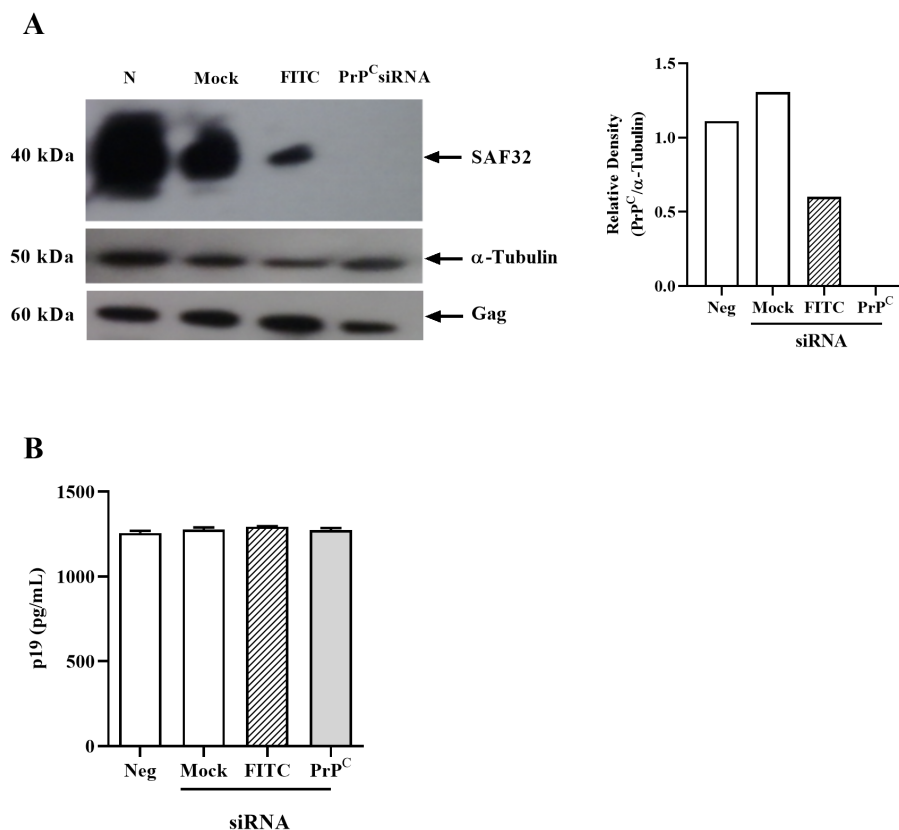 A
N Mock FITC PrP^C siRNA
40 kDa SAF32
50 kDa α-Tubulin
60 kDa Gag
Relative Density
(PrP^C/α-Tubulin)
1.5
1.0
0.5
0.0
Neg Mock FITC PrP^C
siRNA
B
p19 (pg/mL)
1500
1000
500
0
Neg Mock FITC PrP^C
siRNA